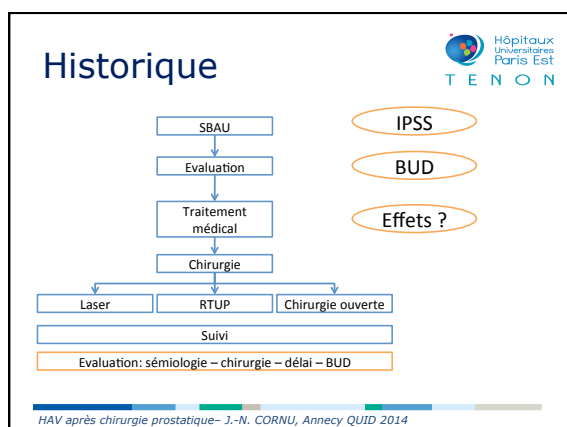 Historique
Hôpitaux
Universitaires
Paris Est
TENON
SBAU
Evaluation
Traitement
médical
Chirurgie
Laser
RTUP
Chirurgie ouverte
Suivi
Evaluation: sémiologie – chirurgie – délai – BUD
IPSS
BUD
Effets ?
HAV après chirurgie prostatique– J.-N. CORNU, Annecy QUID 2014